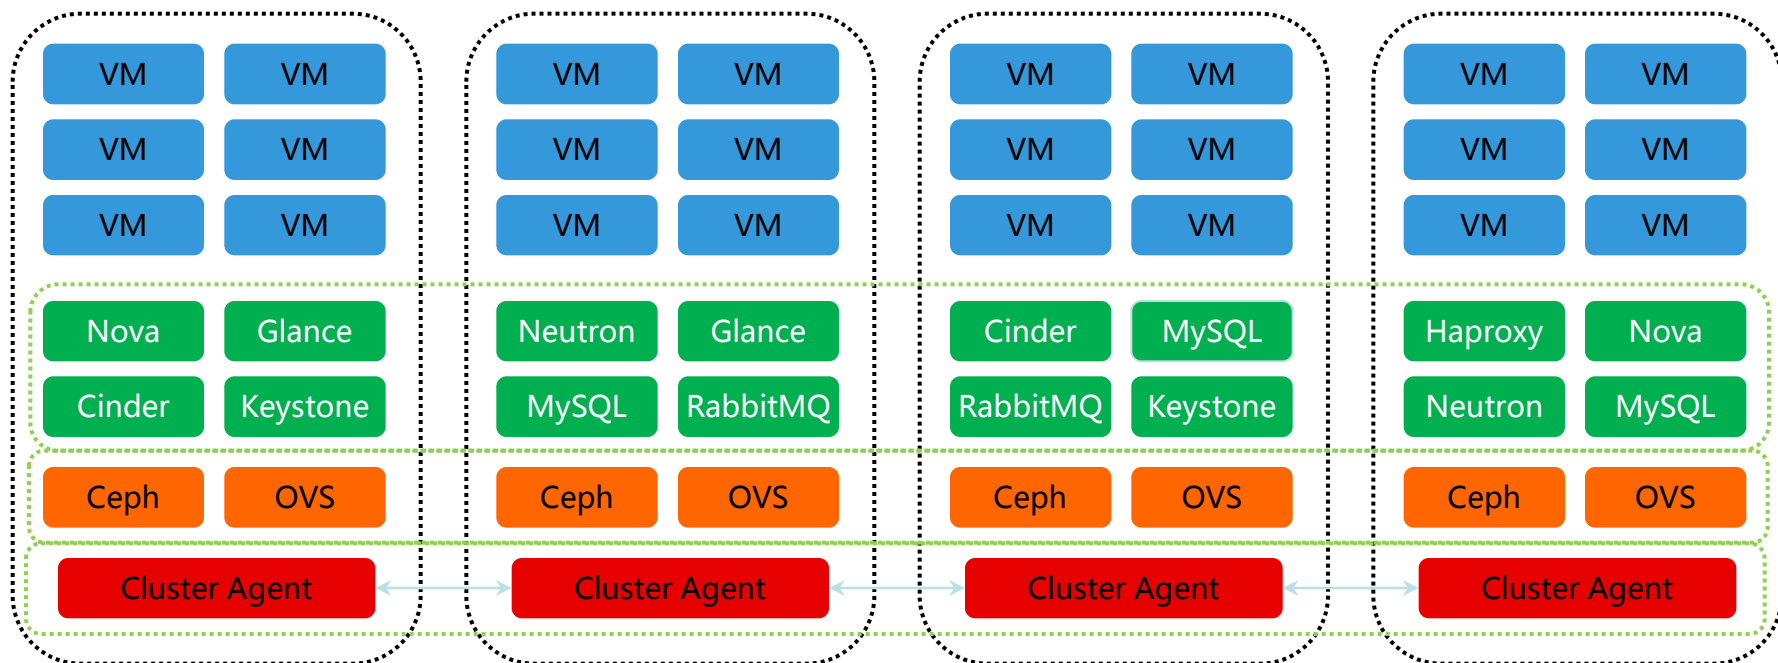 VM VM VM VM VM VM VM VM
VM VM VM VM VM VM VM VM
VM VM VM VM VM VM VM VM
Nova Glance Neutron Glance Cinder MySQL Haproxy Nova
Cinder Keystone MySQL RabbitMQ RabbitMQ Keystone Neutron MySQL
Ceph OVS Ceph OVS Ceph OVS Ceph OVS
Cluster Agent Cluster Agent Cluster Agent Cluster Agent